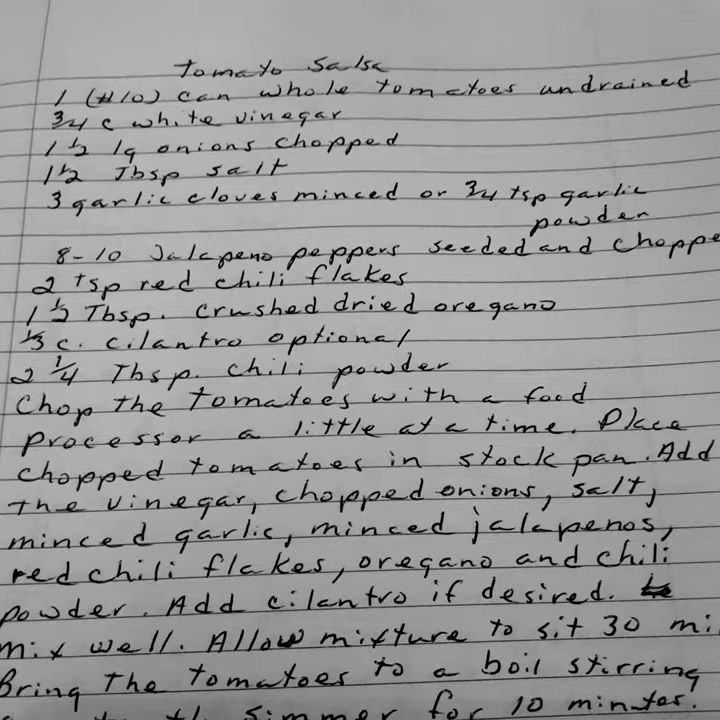 Tomato Salsa
1 (#10) can whole tomatoes undrained
3/4 c white vinegar
1 1/2 lg onions chopped
1 1/2 Tbsp salt
3 garlic cloves minced or 3/4 tsp garlic
powder
8-10 Jalapeno peppers seeded and choppe
2 tsp red chili flakes
1 1/2 Tbsp. crushed dried oregano
1/3 c. cilantro optional
2 1/4 Tbsp. chili powder
Chop the tomatoes with a food
processor a little at a time. Place
chopped tomatoes in stock pan. Add
the vinegar, chopped onions, salt,
minced garlic, minced jalapenos,
red chili flakes, oregano and chili
powder. Add cilantro if desired.
mix well. Allow mixture to sit 30 mi
Bring the tomatoes to a boil stirring
simmer for 10 minutes.